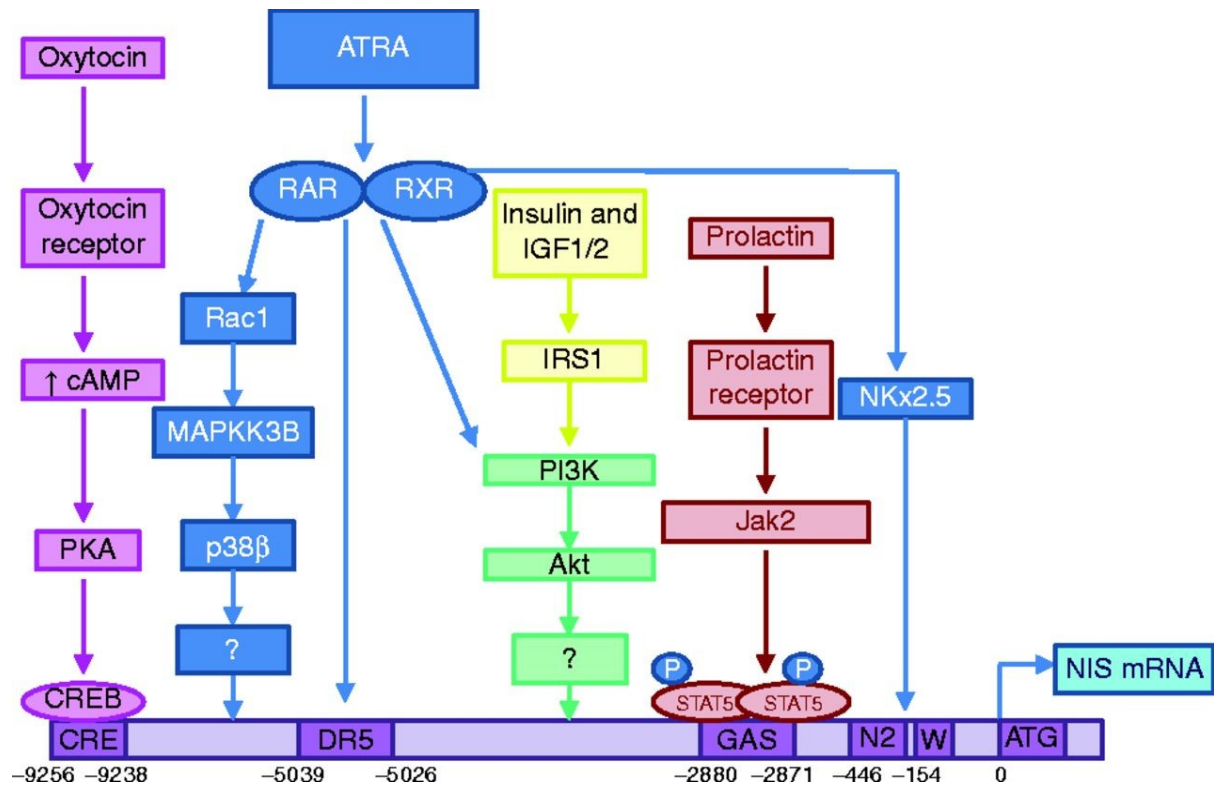 Oxytocin
ATRA
RAR
RXR
Oxytocin
receptor
Insulin and
IGF1/2
Prolactin
Rac1
↑ cAMP
IRS1
Prolactin
receptor
NKx2.5
MAPKK3B
PI3K
Jak2
PKA
p38β
Akt
?
?
P
P
NIS mRNA
CREB
STAT5
STAT5
CRE
DR5
GAS
N2
W
ATG
–9256
–9238
–5039
–5026
–2880
–2871
–446
–154
0